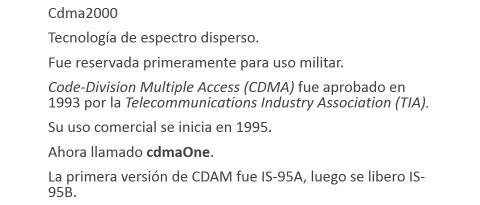 Cdma2000
Tecnología de espectro disperso.
Fue reservada primeramente para uso militar.
Code-Division Multiple Access (CDMA) fue aprobado en
1993 por la Telecommunications Industry Association (TIA).
Su uso comercial se inicia en 1995.
Ahora llamado cdmaOne.
La primera versión de CDAM fue IS-95A, luego se libero IS-
95B.